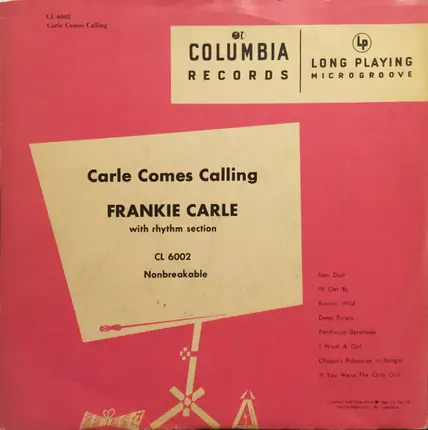 CL 6002
Carle Comes Calling
COLUMBIA
RECORDS
LP
LONG PLAYING
MICROGROOVE
Carle Comes Calling
FRANKIE CARLE
with rhythm section
CL 6002
Nonbreakable
Star Dust
I'll Get By
Runnin' Wild
Deep Purple
Penthouse Serenade
I Want A Girl
Chopin's Polonaise in Boogie
If You Were The Only Girl